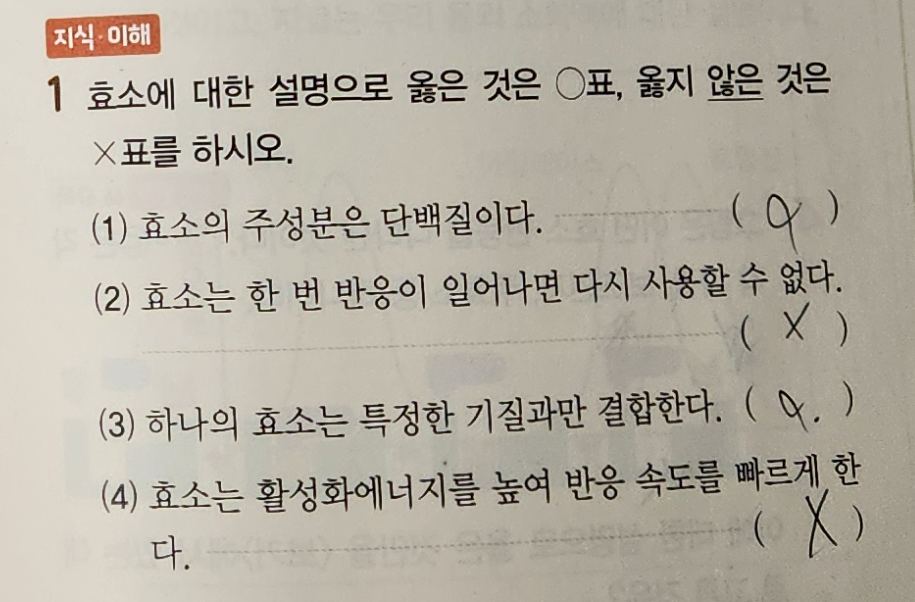 지식·이해
1 효소에 대한 설명으로 옳은 것은 ○표, 옳지 않은 것은
×표를 하시오.
(1) 효소의 주성분은 단백질이다. ( O )
(2) 효소는 한 번 반응이 일어나면 다시 사용할 수 없다.
( X )
(3) 하나의 효소는 특정한 기질과만 결합한다. ( O. )
(4) 효소는 활성화에너지를 높여 반응 속도를 빠르게 한
다. ( X )